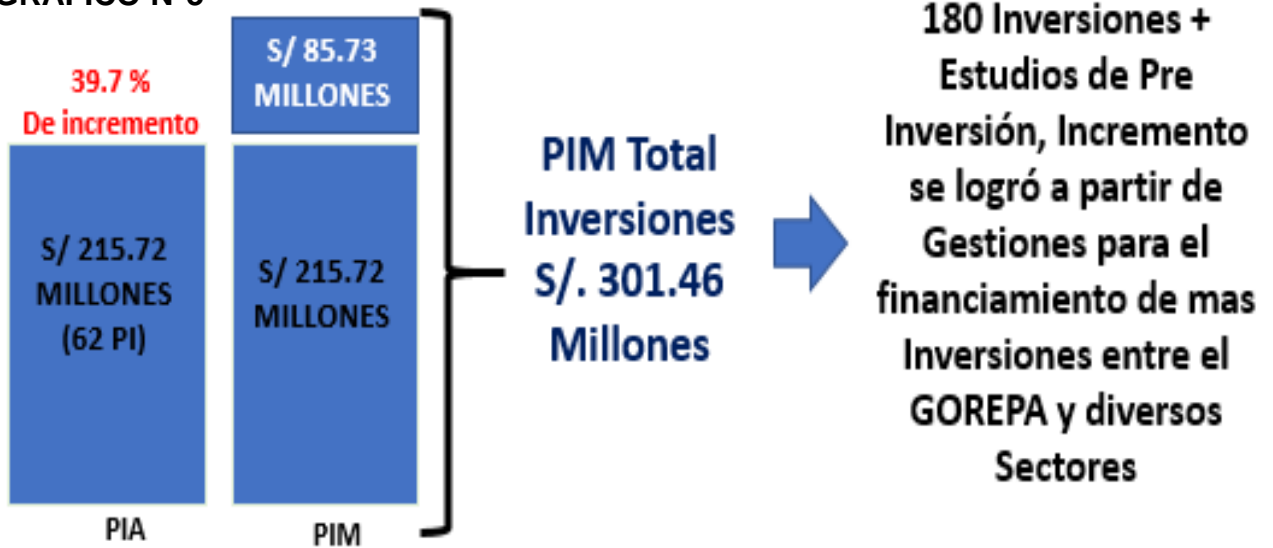 GRÁFICO N°6
39.7 %
De incremento
S/ 215.72
MILLONES
(62 PI)
PIA
S/ 85.73
MILLONES
S/ 215.72
MILLONES
PIM
PIM Total
Inversiones
S/. 301.46
Millones
180 Inversiones +
Estudios de Pre
Inversión, Incremento
se logró a partir de
Gestiones para el
financiamiento de mas
Inversiones entre el
GOREPA y diversos
Sectores